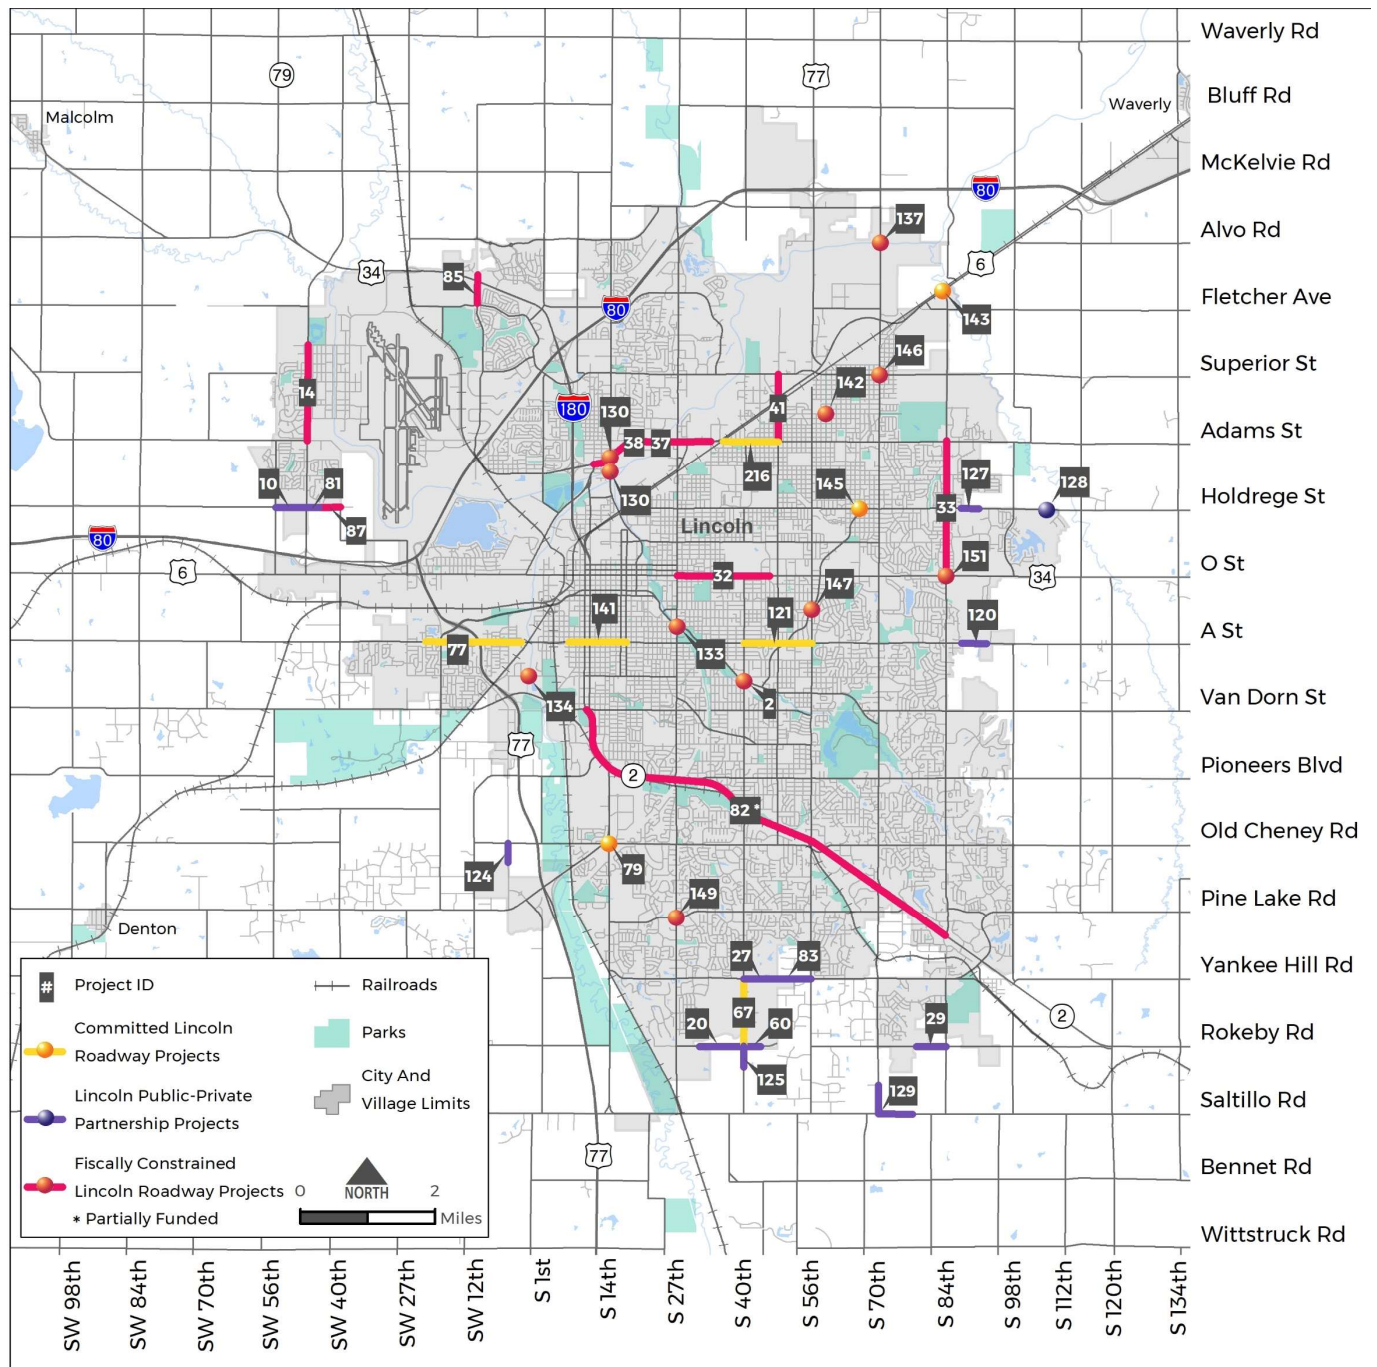 Waverly Rd
79
77
Bluff Rd
Waverly
Malcolm
McKelvie Rd
80
137
Alvo Rd
34
85
6
Fletcher Ave
80
143
146
Superior St
142
14
180
130
41
38
37
Adams St
216
10
81
145
127
128
Holdrege St
130
33
Lincoln
87
80
151
O St
6
32
34
141
121
147
120
A St
77
133
134
2
Van Dorn St
77
2
Pioneers Blvd
82 *
Old Cheney Rd
124
79
149
Pine Lake Rd
Denton
27
83
Yankee Hill Rd
67
20
60
29
2
Rokeby Rd
125
129
Saltillo Rd
77
Bennet Rd
Wittstruck Rd
# Project ID
Committed Lincoln
Roadway Projects
Lincoln Public-Private
Partnership Projects
Fiscally Constrained
Lincoln Roadway Projects
* Partially Funded
Railroads
Parks
City And
Village Limits
NORTH
0 2
Miles
SW 98th
SW 84th
SW 70th
SW 56th
SW 40th
SW 27th
SW 12th
S 1st
S 14th
S 27th
S 40th
S 56th
S 70th
S 84th
S 98th
S 112th
S 120th
S 134th